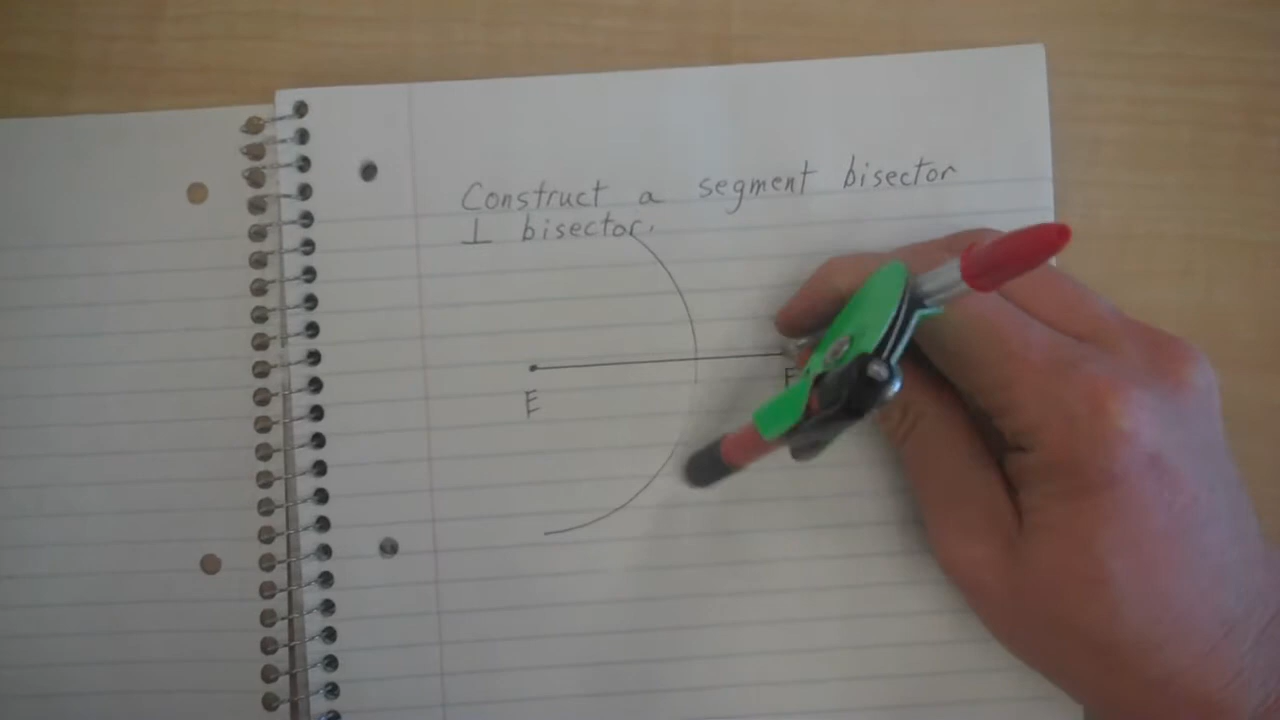 Construct a segment bisector
⊥ bisector.
E F